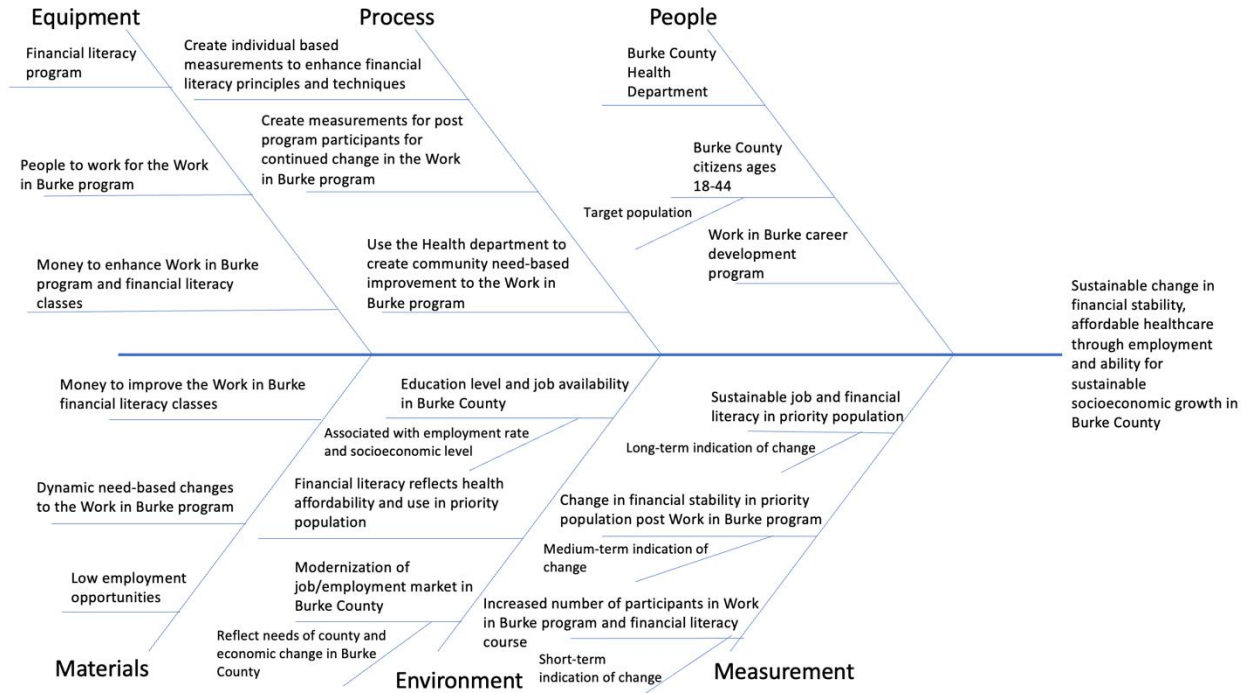 Equipment
Financial literacy
program
People to work for the Work
in Burke program
Money to enhance Work in Burke
program and financial literacy
classes
Process
Create individual based
measurements to enhance financial
literacy principles and techniques
Create measurements for post
program participants for
continued change in the Work
in Burke program
Use the Health department to
create community need-based
improvement to the Work in
Burke program
People
Burke County
Health
Department
Burke County
citizens ages
18-44
Target population
Work in Burke career
development
program
Sustainable change in
financial stability,
affordable healthcare
through employment
and ability for
sustainable
socioeconomic growth in
Burke County
Money to improve the Work in Burke
financial literacy classes
Dynamic need-based changes
to the Work in Burke program
Low employment
opportunities
Materials
Education level and job availability
in Burke County
Associated with employment rate
and socioeconomic level
Financial literacy reflects health
affordability and use in priority
population
Modernization of
job/employment market in
Burke County
Reflect needs of county and
economic change in Burke
County
Environment
Sustainable job and financial
literacy in priority population
Long-term indication of change
Change in financial stability in priority
population post Work in Burke program
Medium-term indication of
change
Increased number of participants in Work
in Burke program and financial literacy
course
Short-term
indication of change
Measurement